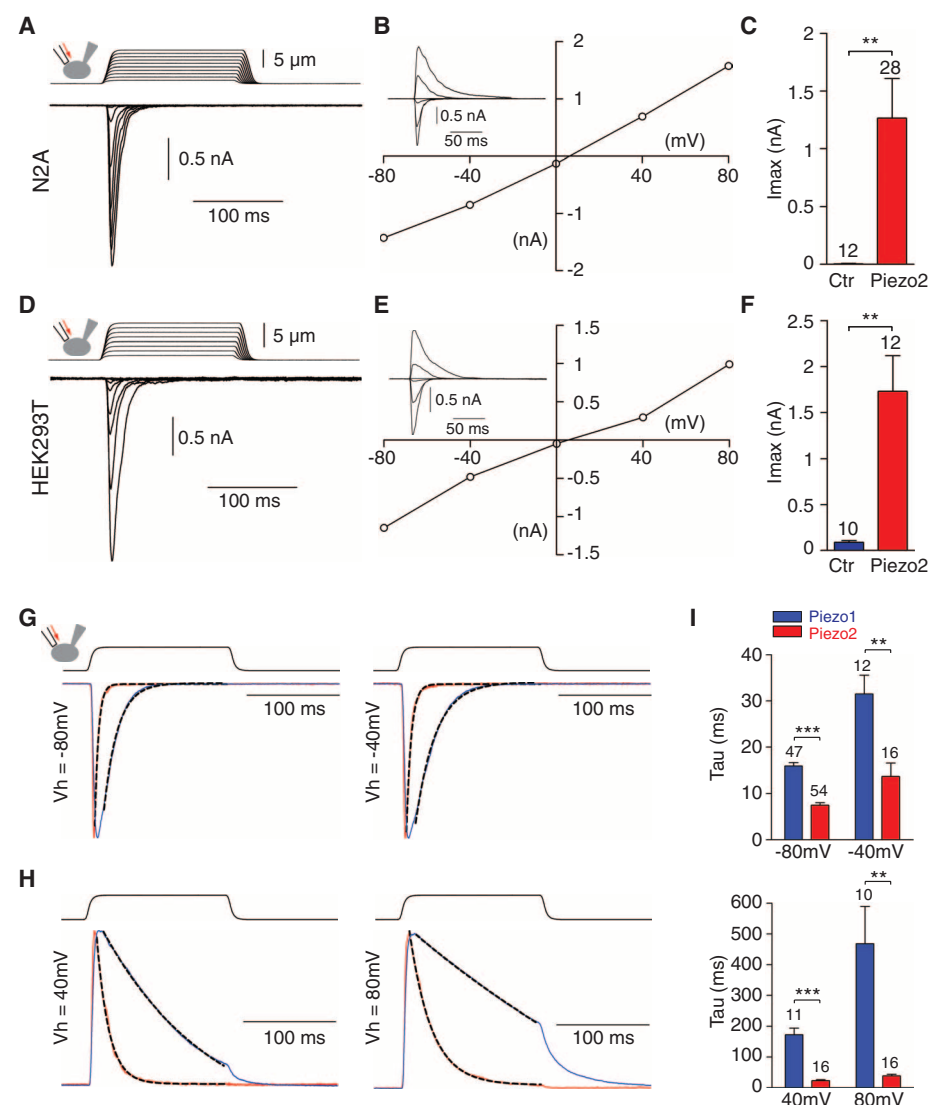 A
5 µm
N2A
0.5 nA
100 ms
B
2
1
0.5 nA
50 ms
(mV)
-80 -40 0 40 80
-1
(nA)
-2
C
2
**
28
1.5
Imax (nA)
1
0.5
12
0
Ctr Piezo2
D
5 µm
HEK293T
0.5 nA
100 ms
E
1.5
1
0.5 nA
0.5
50 ms
(mV)
-80 -40 0 40 80
-0.5
-1
(nA)
-1.5
F
2.5
**
12
2
1.5
Imax (nA)
1
0.5
10
0
Ctr Piezo2
G
Vh = -80mV
100 ms
Vh = -40mV
100 ms
H
Vh = 40mV
100 ms
Vh = 80mV
100 ms
I
Piezo1
Piezo2
40
12
**
30
Tau (ms)
***
20
47
16
54
10
0
-80mV -40mV
600
10
**
500
400
Tau (ms)
300
***
200
11
100
16
16
0
40mV 80mV